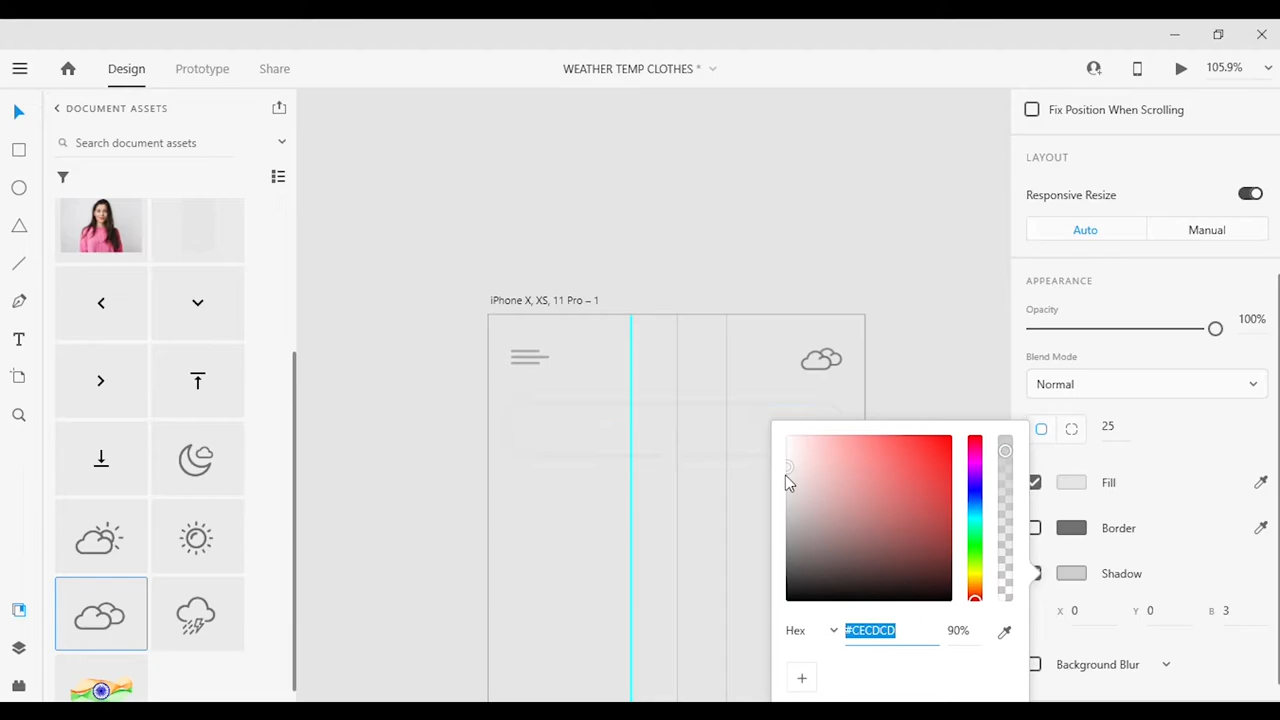 Design
Prototype
Share
WEATHER TEMP CLOTHES *
105.9%
DOCUMENT ASSETS
Search document assets
Fix Position When Scrolling
LAYOUT
Responsive Resize
Auto
Manual
APPEARANCE
Opacity
100%
Blend Mode
Normal
25
Fill
Border
Shadow
X 0
Y 0
B 3
Background Blur
iPhone X, XS, 11 Pro – 1
Hex
#CECDCD
90%